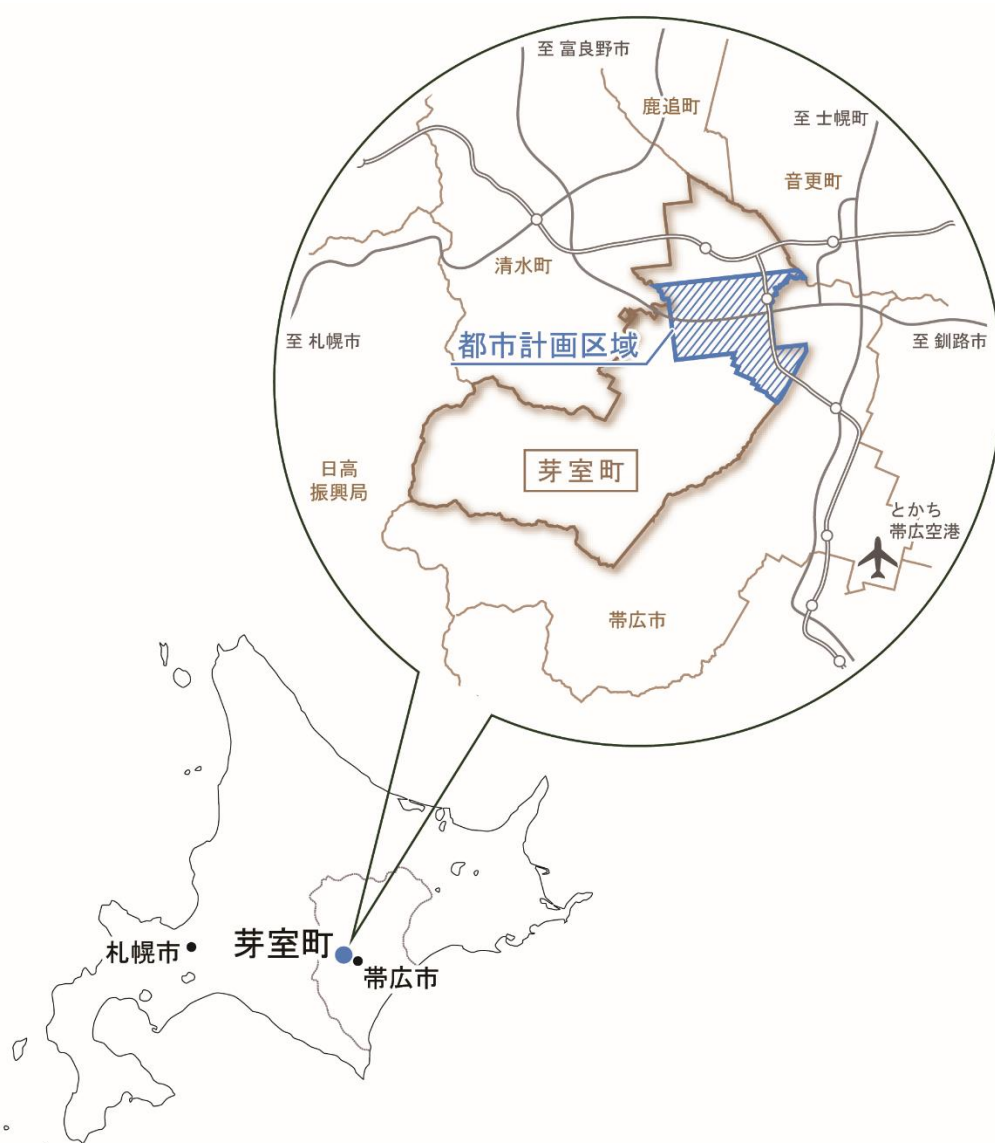 至 富良野市
鹿追町
至 士幌町
音更町
清水町
至 札幌市
都市計画区域
至 釧路市
芽室町
日高
振興局
とかち
帯広空港
帯広市
札幌市
芽室町
帯広市